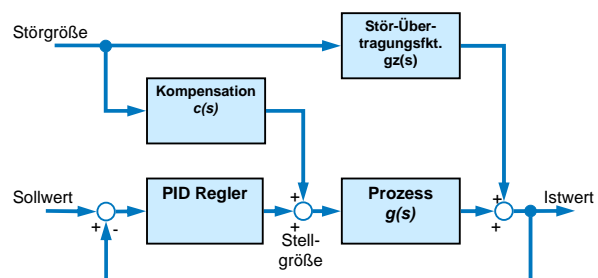 Störgröße
Stör-Über-
tragungsfkt.
gz(s)
Kompensation
c(s)
Sollwert
+
-
PID Regler
+
+
Stell-
größe
Prozess
g(s)
+
+
Istwert